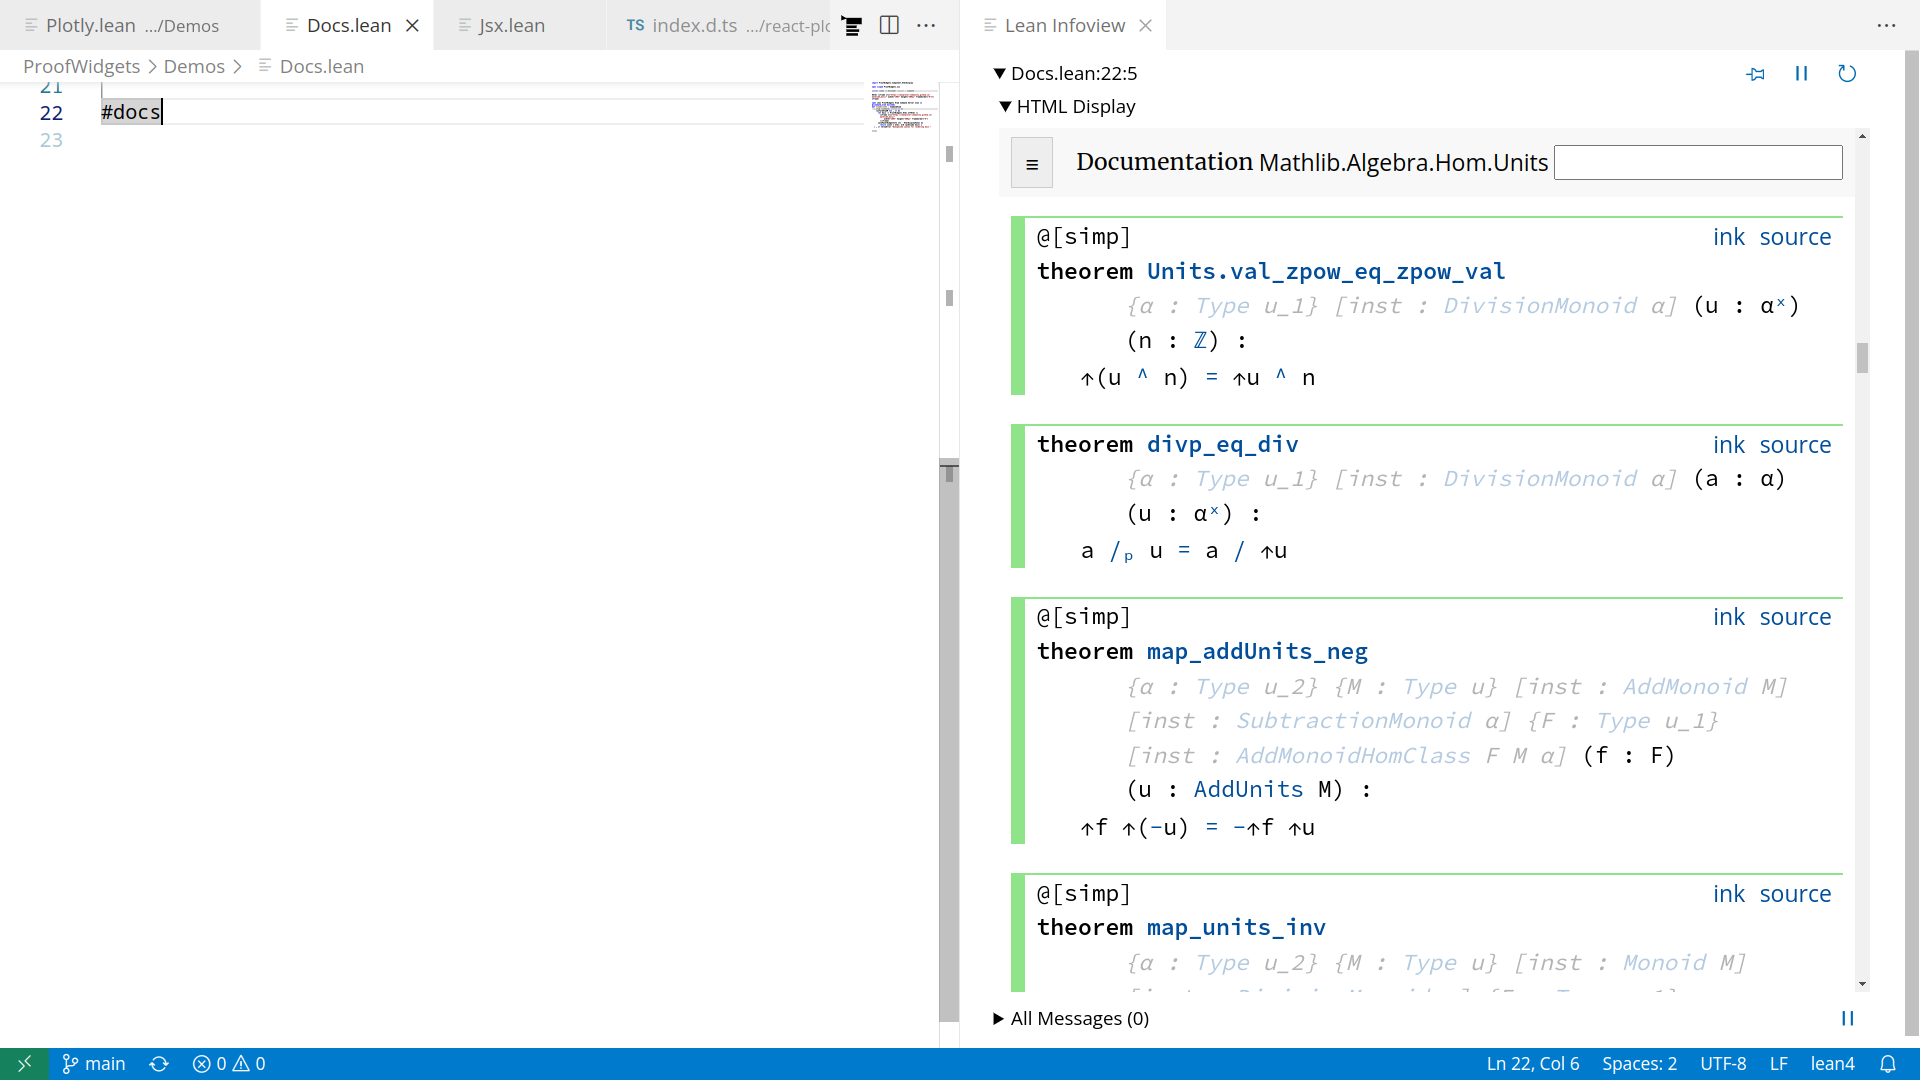 Plotly.lean .../Demos Docs.lean Jsx.lean TS index.d.ts .../react-plo
Lean Infoview
ProofWidgets > Demos > Docs.lean
21
22 #docs
23
Docs.lean:22:5
HTML Display
≡ Documentation Mathlib.Algebra.Hom.Units
@[simp] ink source
theorem Units.val_zpow_eq_zpow_val
{α : Type u_1} [inst : DivisionMonoid α] (u : αˣ)
(n : ℤ) :
↑(u ^ n) = ↑u ^ n
theorem divp_eq_div ink source
{α : Type u_1} [inst : DivisionMonoid α] (a : α)
(u : αˣ) :
a /ₚ u = a / ↑u
@[simp] ink source
theorem map_addUnits_neg
{α : Type u_2} {M : Type u} [inst : AddMonoid M]
[inst : SubtractionMonoid α] {F : Type u_1}
[inst : AddMonoidHomClass F M α] (f : F)
(u : AddUnits M) :
↑f ↑(-u) = -↑f ↑u
@[simp] ink source
theorem map_units_inv
{α : Type u_2} {M : Type u} [inst : Monoid M]
All Messages (0)
main 0 0 Ln 22, Col 6 Spaces: 2 UTF-8 LF lean4